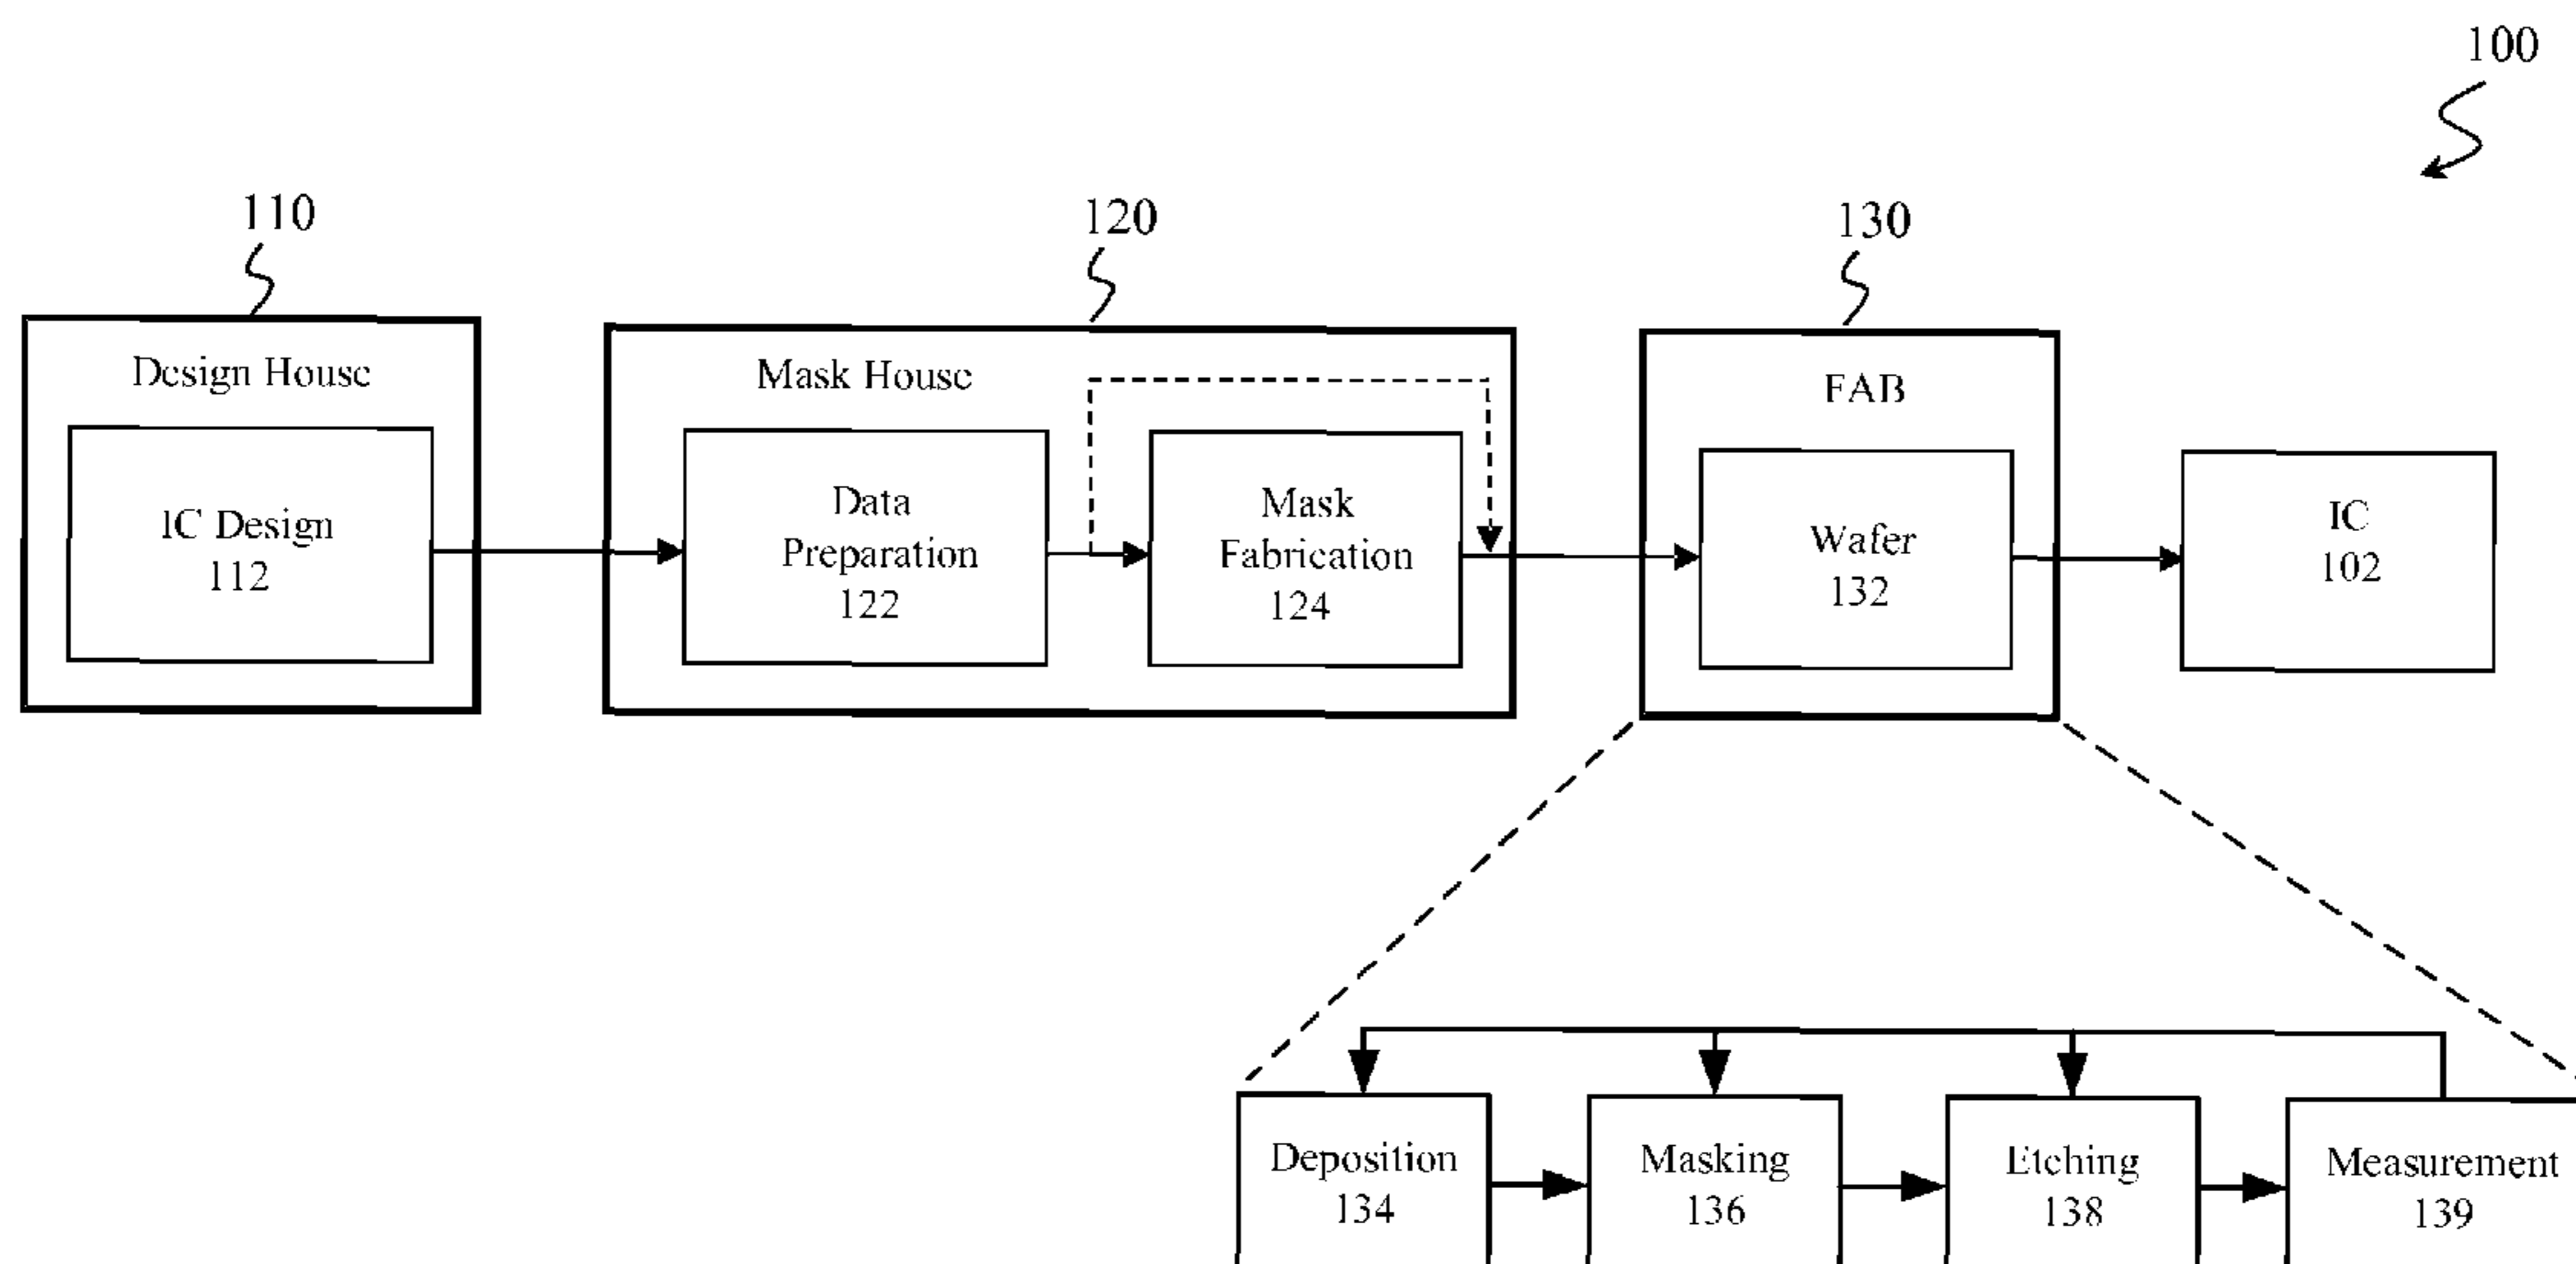 100
110
120
130
Design House
Mask House
FAB
IC Design
112
Data
Preparation
122
Mask
Fabrication
124
Wafer
132
IC
102
Deposition
134
Masking
136
Etching
138
Measurement
139